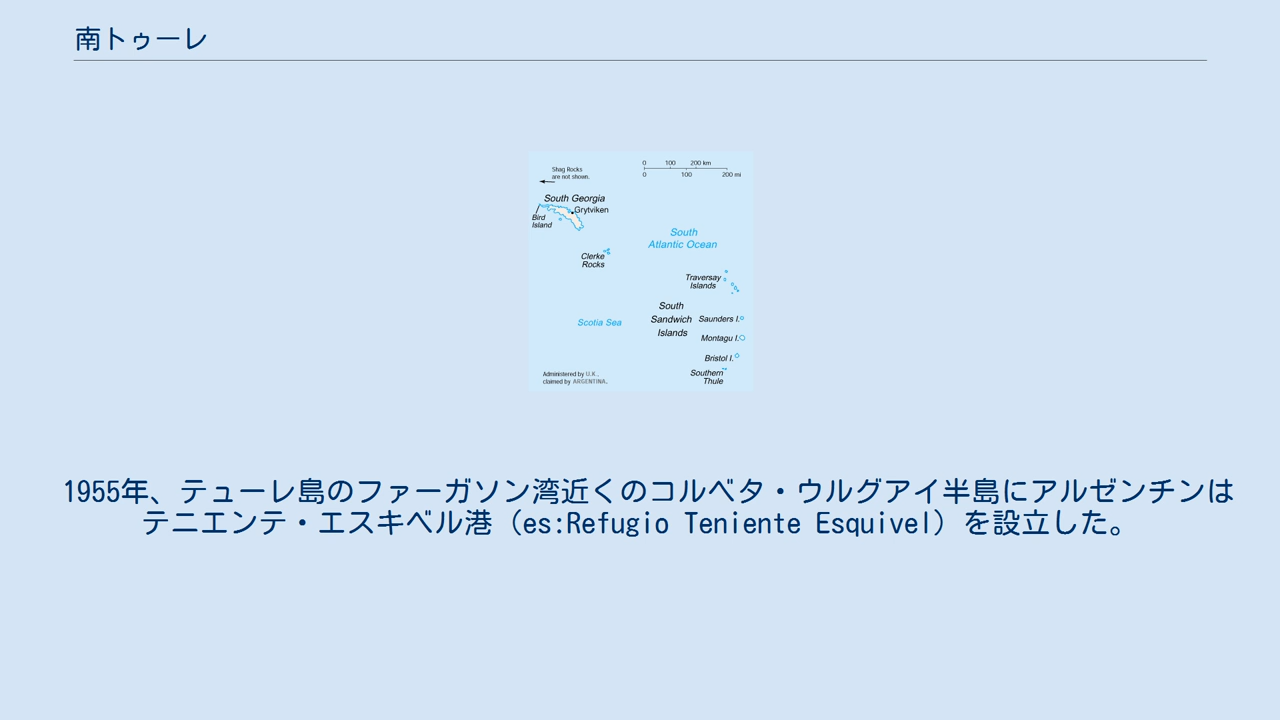 南トゥーレ
0 100 200 km
0 100 200 mi
Shag Rocks
are not shown.
South Georgia
Grytviken
Bird
Island
South
Atlantic Ocean
Clerke
Rocks
Traversay
Islands
South
Sandwich
Islands
Saunders I.
Scotia Sea
Montagu I.
Bristol I.
Southern
Thule
Administered by U.K.,
claimed by ARGENTINA.
1955年、テューレ島のファーガソン湾近くのコルベタ・ウルグアイ半島にアルゼンチンは
テニエンテ・エスキベル港（es:Refugio Teniente Esquivel）を設立した。